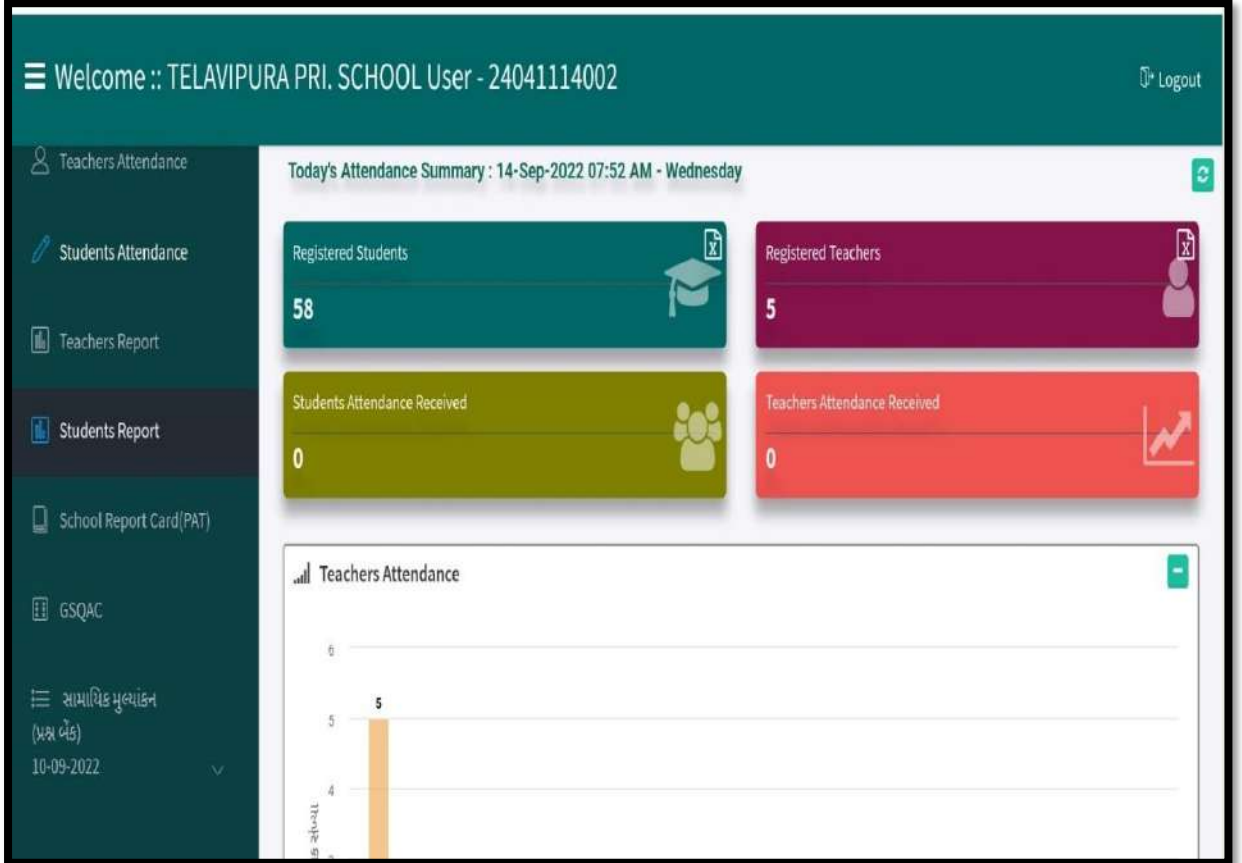 Welcome :: TELAVIPURA PRI. SCHOOL User - 24041114002
Logout
Teachers Attendance
Students Attendance
Teachers Report
Students Report
School Report Card(PAT)
GSQAC
સામાયિક મુલ્યાંકન
(પ્રશ્ન બેંક)
10-09-2022
Today's Attendance Summary : 14-Sep-2022 07:52 AM - Wednesday
Registered Students
58
Registered Teachers
5
Students Attendance Received
0
Teachers Attendance Received
0
Teachers Attendance
6
5
5
4